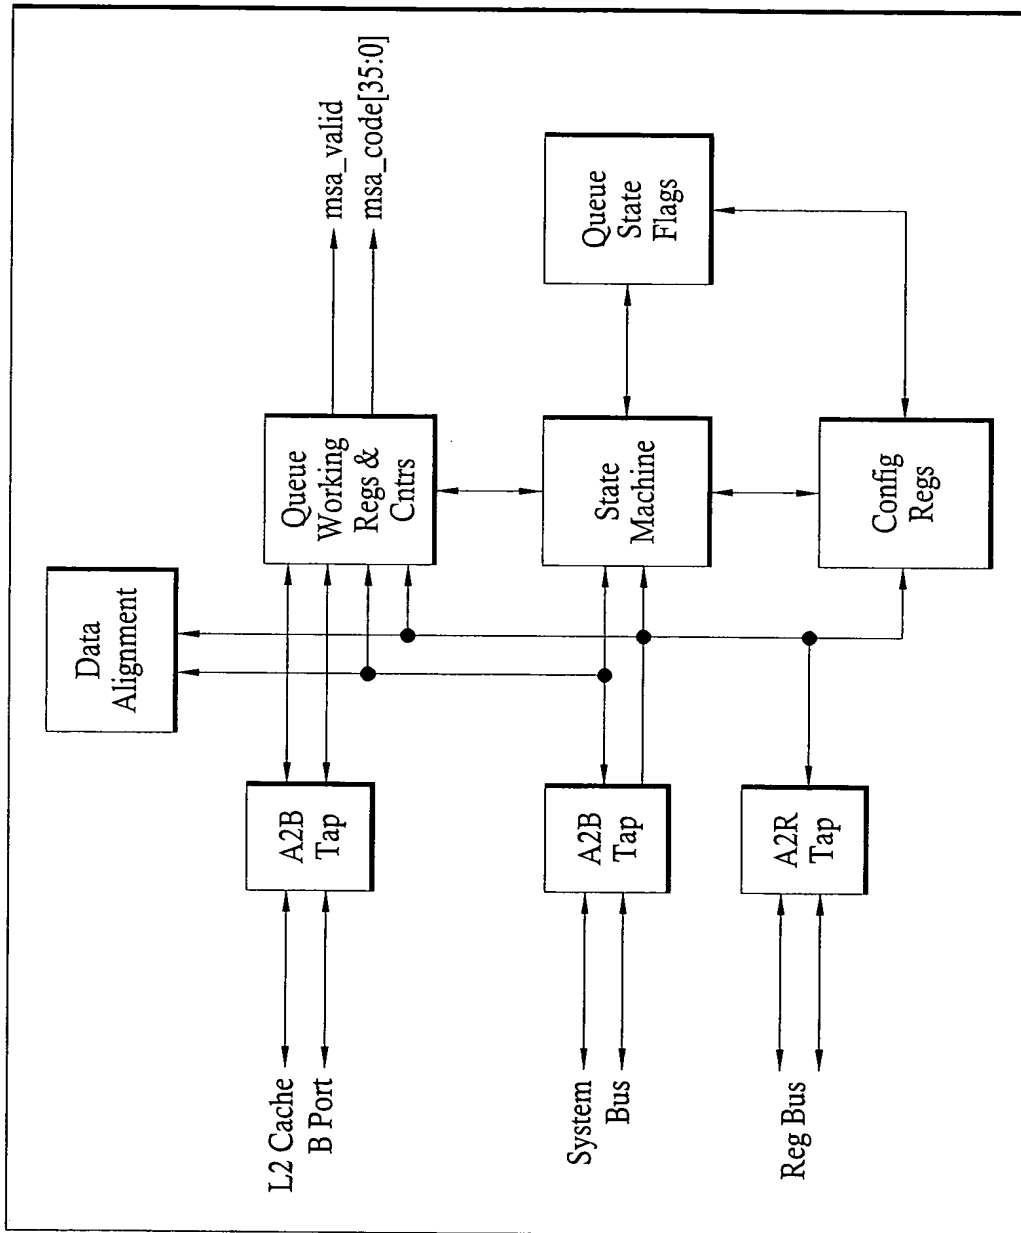 Data
Alignment
L2 Cache
B Port
A2B
Tap
Queue
Working
Regs &
Cntrs
msa_valid
msa_code[35:0]
System
Bus
A2B
Tap
State
Machine
Queue
State
Flags
Reg Bus
A2R
Tap
Config
Regs